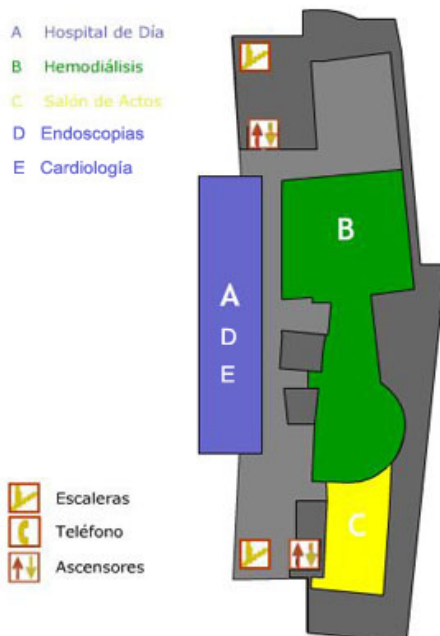 A Hospital de Día
B Hemodiálisis
C Salón de Actos
D Endoscopias
E Cardiología
B
A
D
E
C
Escaleras
Teléfono
Ascensores